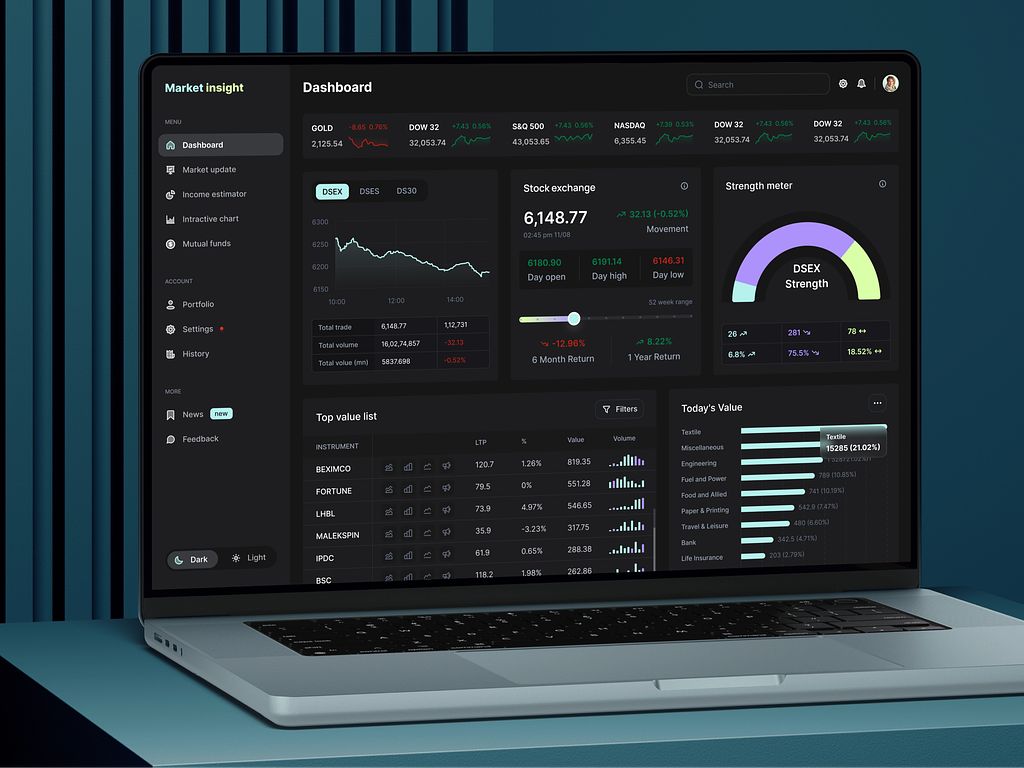 Market insight
Dashboard
Search
MENU
Dashboard
Market update
Income estimator
Intractive chart
Mutual funds
ACCOUNT
Portfolio
Settings
History
MORE
News new
Feedback
Dark Light
GOLD -8.65 0.76%
2,125.54
DOW 32 +7.43 0.56%
32,053.74
S&Q 500 +7.43 0.56%
43,053.65
NASDAQ +7.39 0.53%
6,355.45
DOW 32 +7.43 0.56%
32,053.74
DOW 32 +7.43 0.56%
32,053.74
DSEX DSES DS30
6300
6250
6200
6150
10:00 12:00 14:00
Total trade 6,148.77 1,12,731
Total volume 16,02,74,857 -32.13
Total value (mn) 5837.698 -0.52%
Stock exchange
6,148.77 32.13 (-0.52%)
02:45 pm 11/08 Movement
6180.90 6191.14 6146.31
Day open Day high Day low
52 week range
-12.96% 8.22%
6 Month Return 1 Year Return
Strength meter
DSEX
Strength
26 281 78
6.8% 75.5% 18.52%
Top value list Filters
INSTRUMENT LTP % Value Volume
BEXIMCO 120.7 1.26% 819.35
FORTUNE 79.5 0% 551.28
LHBL 73.9 4.97% 546.65
MALEKSPIN 35.9 -3.23% 317.75
IPDC 61.9 0.65% 288.38
BSC 118.2 1.98% 262.86
Today's Value
Textile
Textile
15285 (21.02%)
Miscellaneous
Engineering
Fuel and Power 789 (10.85%)
Food and Allied 741 (10.19%)
Paper & Printing 542.9 (7.47%)
Travel & Leisure 480 (6.60%)
Bank 342.5 (4.71%)
Life Insurance 203 (2.79%)